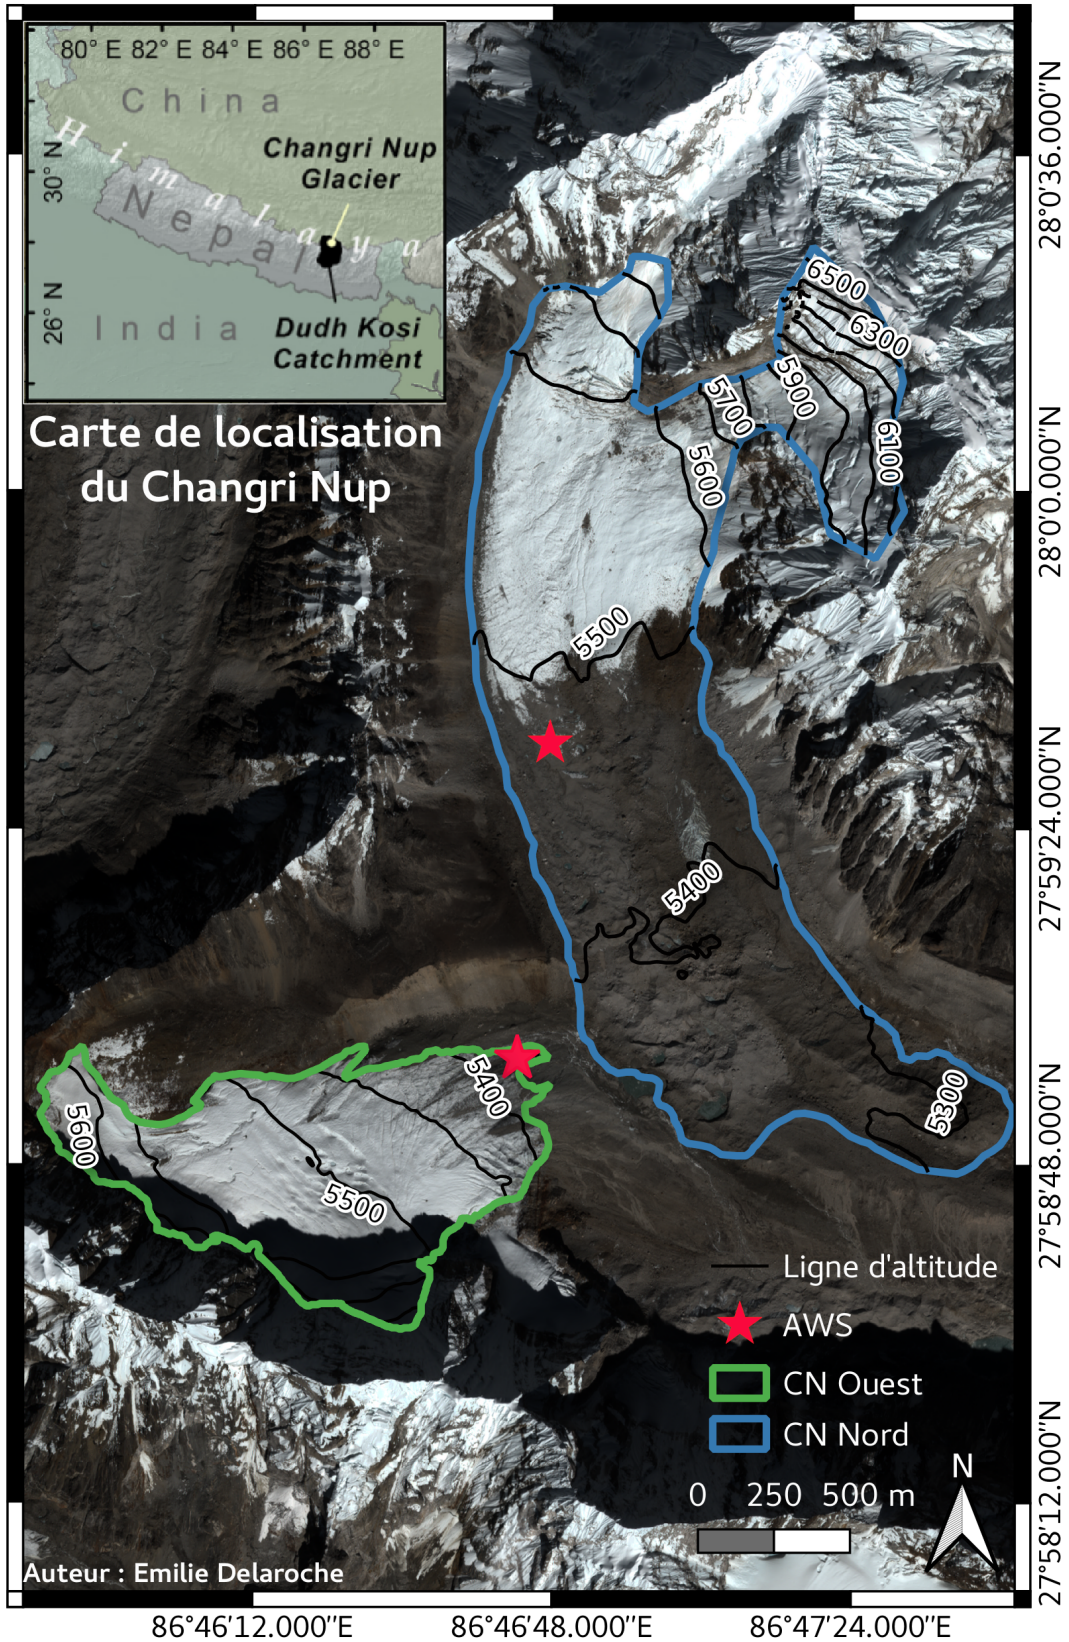 80° E 82° E 84° E 86° E 88° E
China
30° N
26° N
Himalaya
Nepal
India
Changri Nup
Glacier
Dudh Kosi
Catchment
Carte de localisation
du Changri Nup
6500
6300
5900
5700
6100
5600
5500
5400
5300
5400
5600
5500
Ligne d'altitude
AWS
CN Ouest
CN Nord
0 250 500 m
N
Auteur : Emilie Delaroche
28°0'36.000"N
28°0'0.000"N
27°59'24.000"N
27°58'48.000"N
27°58'12.000"N
86°46'12.000"E 86°46'48.000"E 86°47'24.000"E